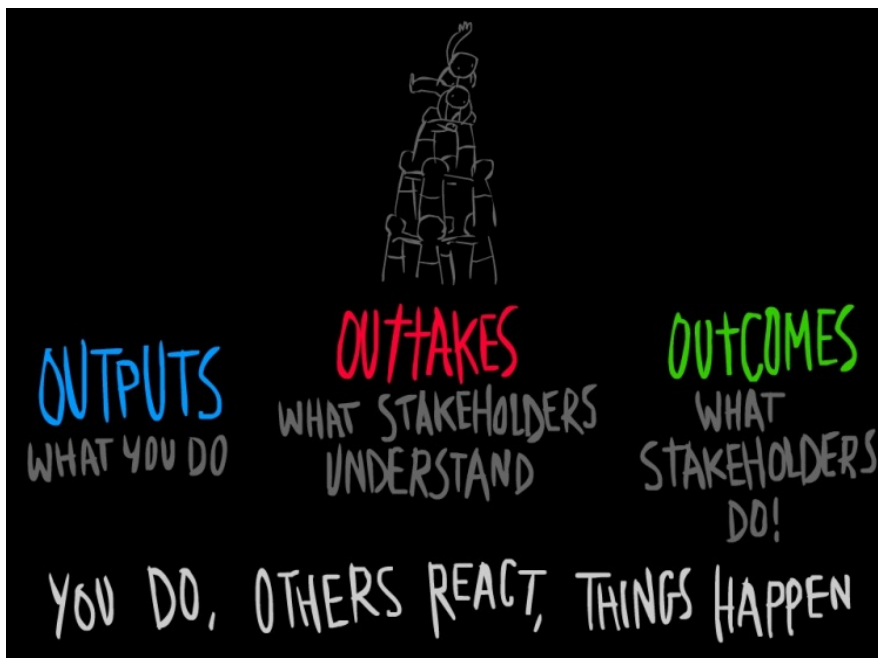 OUTPUTS
WHAT YOU DO
OUTTAKES
WHAT STAKEHOLDERS
UNDERSTAND
OUTCOMES
WHAT
STAKEHOLDERS
DO!
YOU DO, OTHERS REACT, THINGS HAPPEN